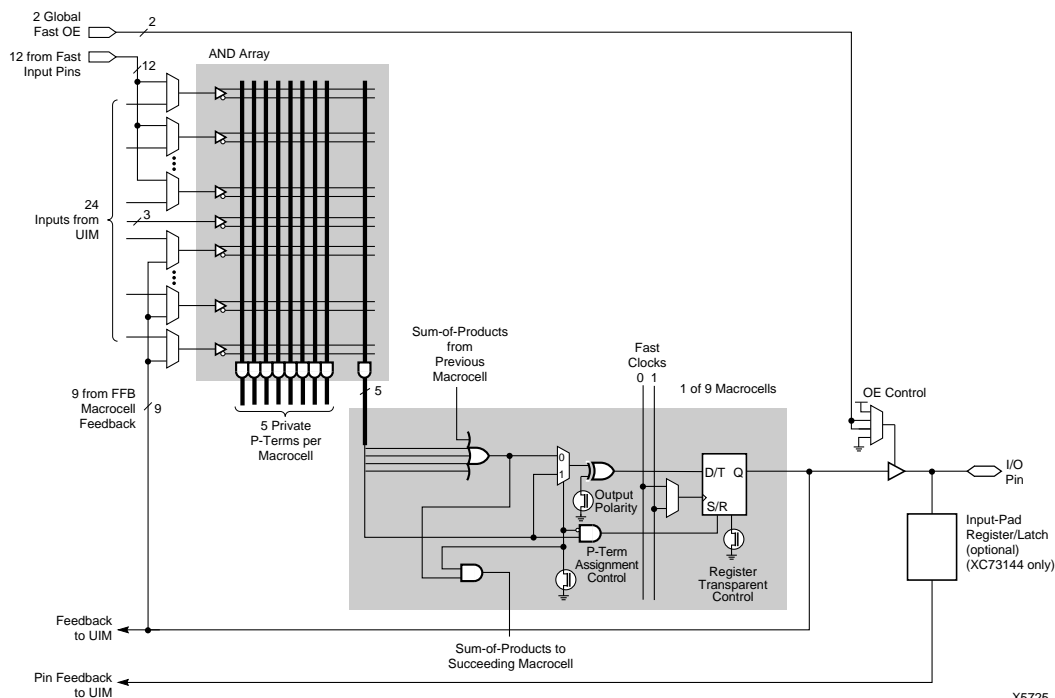 2 Global
Fast OE
2
12 from Fast
Input Pins
12
AND Array
24
Inputs from
UIM
3
9 from FFB
Macrocell
Feedback
9
5 Private
P-Terms per
Macrocell
5
Sum-of-Products
from
Previous
Macrocell
Fast
Clocks
0 1
1 of 9 Macrocells
OE Control
0
1
Output
Polarity
D/T Q
S/R
P-Term
Assignment
Control
Register
Transparent
Control
I/O
Pin
Input-Pad
Register/Latch
(optional)
(XC73144 only)
Feedback
to UIM
Sum-of-Products to
Succeeding Macrocell
Pin Feedback
to UIM
X5725